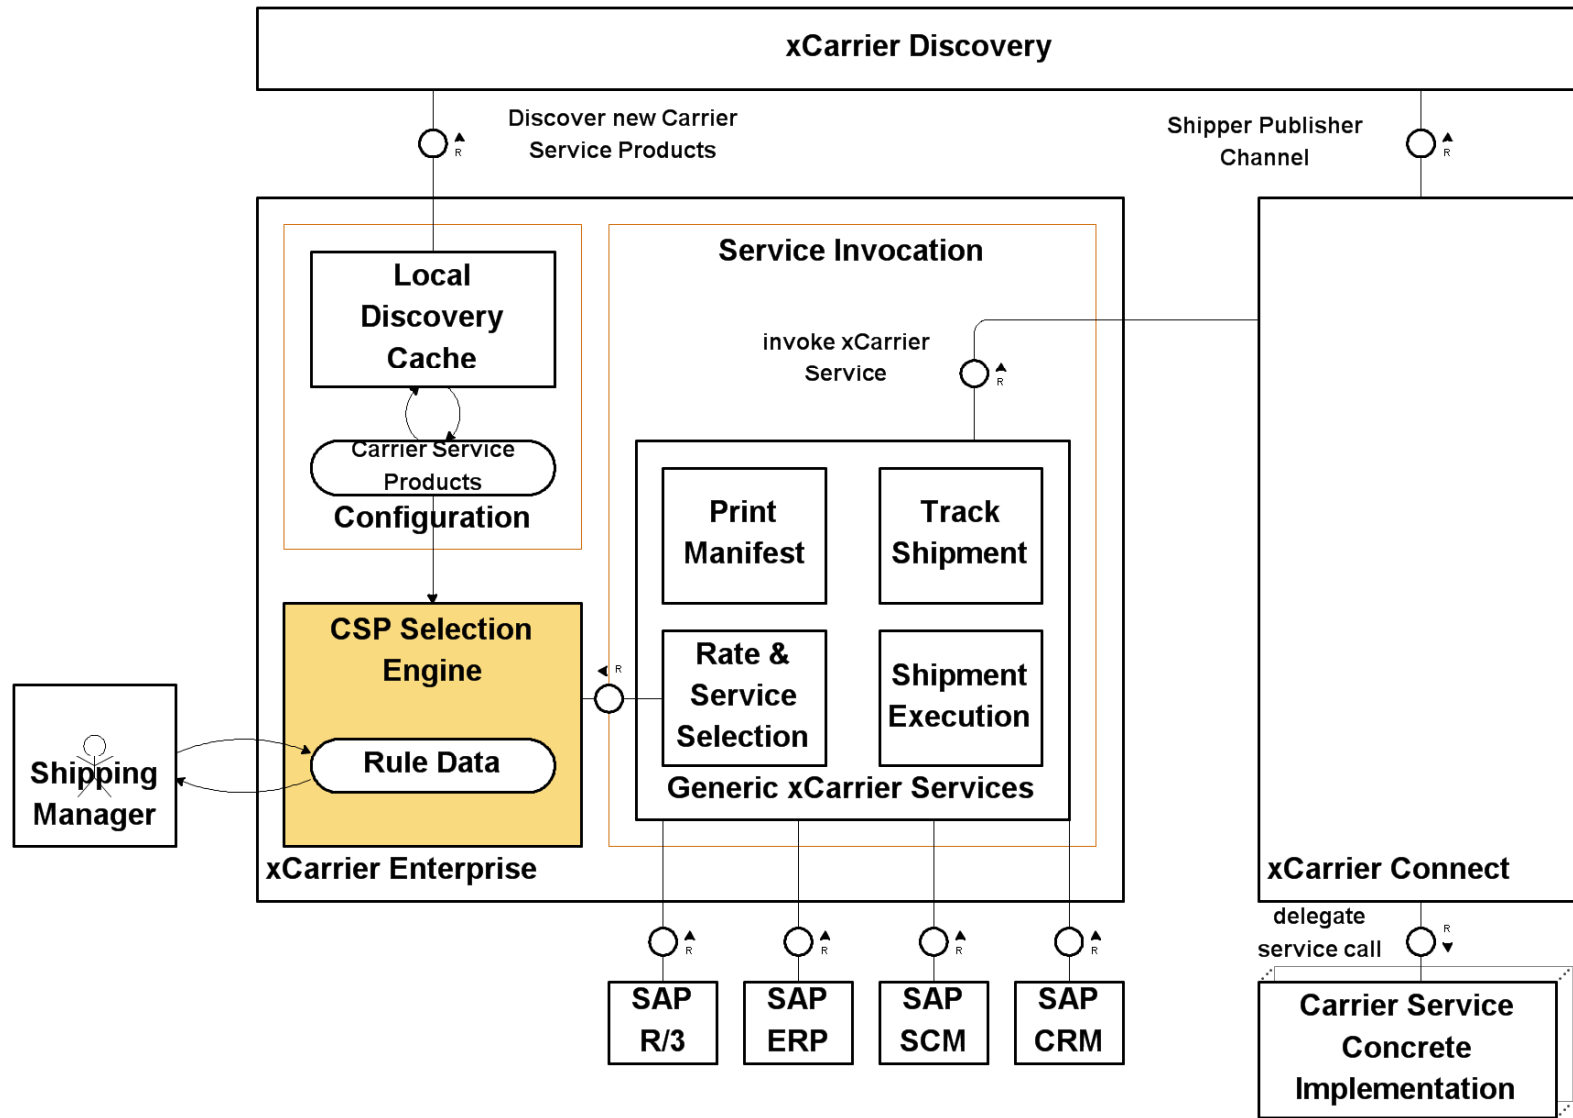 xCarrier Discovery
Discover new Carrier
Service Products
R
Shipper Publisher
Channel
R
Local
Discovery
Cache
Carrier Service
Products
Configuration
Service Invocation
invoke xCarrier
Service
R
Print
Manifest
Track
Shipment
CSP Selection
Engine
R
Rate &
Service
Selection
Shipment
Execution
Shipping
Manager
Rule Data
Generic xCarrier Services
xCarrier Enterprise
xCarrier Connect
R
R
R
R
delegate
service call
R
SAP
R/3
SAP
ERP
SAP
SCM
SAP
CRM
Carrier Service
Concrete
Implementation